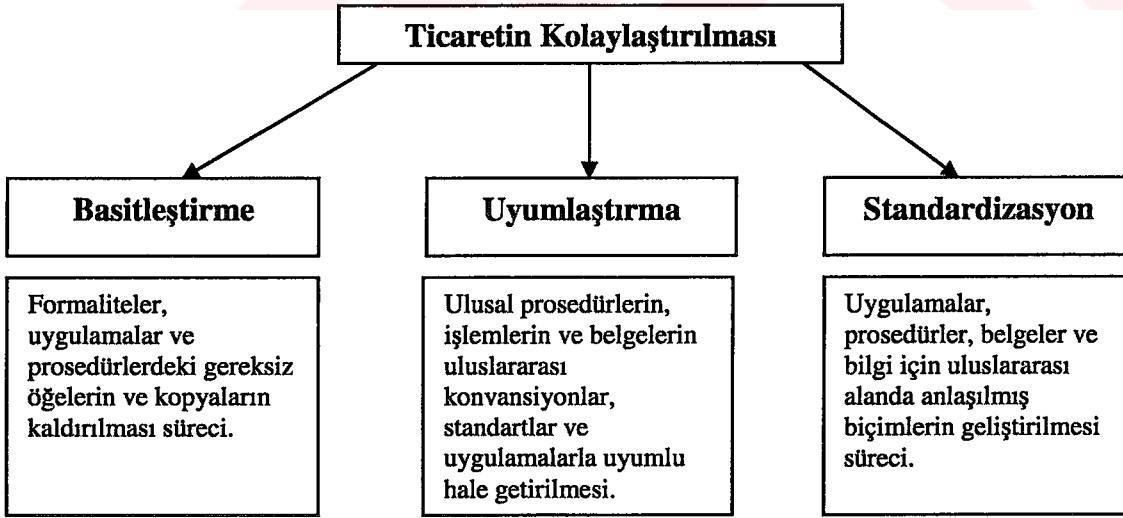 Ticaretin Kolaylaştırılması
Basitleştirme
Formaliteler,
uygulamalar ve
prosedürlerdeki gereksiz
öğelerin ve kopyaların
kaldırılması süreci.
Uyumlaştırma
Ulusal prosedürlerin,
işlemlerin ve belgelerin
uluslararası
konvansiyonlar,
standartlar ve
uygulamalarla uyumlu
hale getirilmesi.
Standardizasyon
Uygulamalar,
prosedürler, belgeler ve
bilgi için uluslararası
alanda anlaşılmış
biçimlerin geliştirilmesi
süreci.